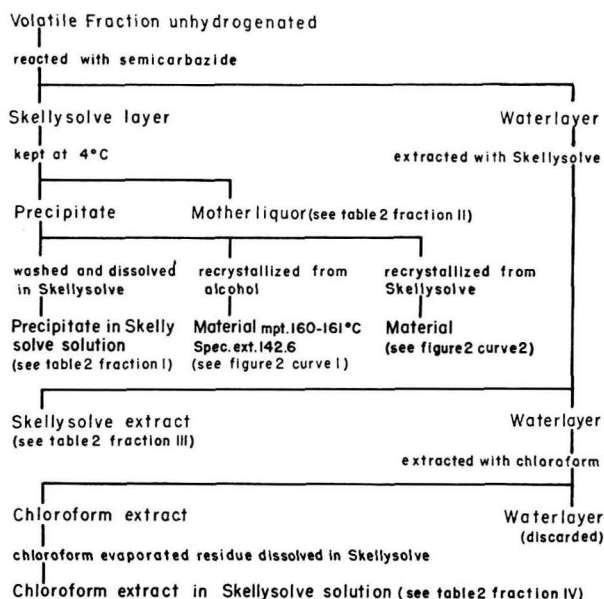 Volatile Fraction unhydrogenated
reacted with semicarbazide
Skellysolve layer
Waterlayer
kept at 4°C
extracted with Skellysolve
Precipitate
Mother liquor (see table 2 fraction II)
washed and dissolved
in Skellysolve
recrystallized from
alcohol
recrystallized from
Skellysolve
Precipitate in Skelly
solve solution
(see table 2 fraction I)
Material mpt. 160-161°C
Spec. ext. 142.6
(see figure 2 curve I)
Material
(see figure 2 curve 2)
Skellysolve extract
(see table 2 fraction III)
Waterlayer
extracted with chloroform
Chloroform extract
Waterlayer
(discarded)
chloroform evaporated residue dissolved in Skellysolve
Chloroform extract in Skellysolve solution (see table 2 fraction IV)